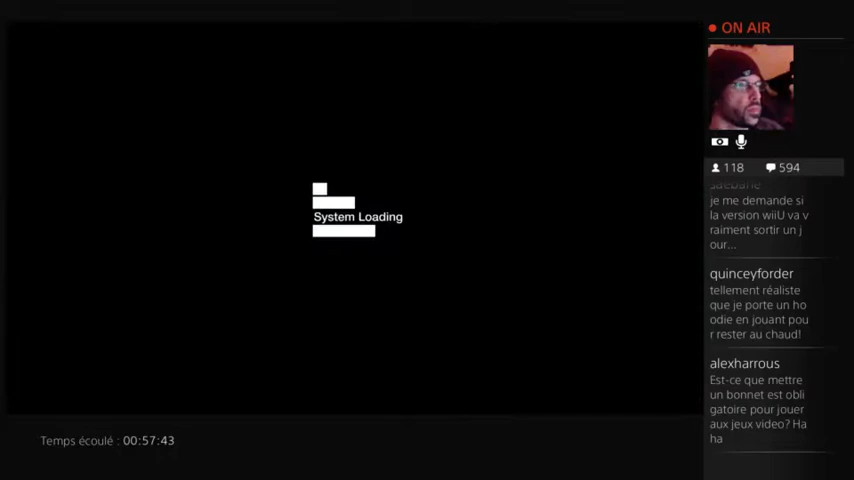 ON AIR
118 594
System Loading
saebane
je me demande si
la version wiiU va v
raiment sortir un j
our...
quinceyforder
tellement réaliste
que je porte un ho
odie en jouant pou
r rester au chaud!
alexharrous
Est-ce que mettre
un bonnet est obli
gatoire pour jouer
aux jeux video? Ha
ha
Temps écoulé : 00:57:43